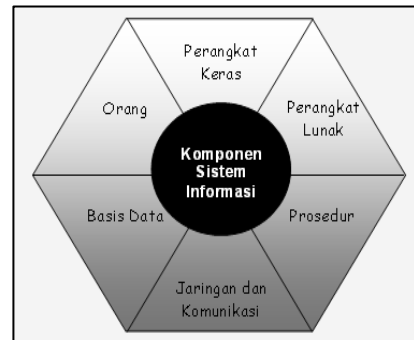 Perangkat
Keras
Orang
Perangkat
Lunak
Komponen
Sistem
Informasi
Basis Data
Prosedur
Jaringan dan
Komunikasi